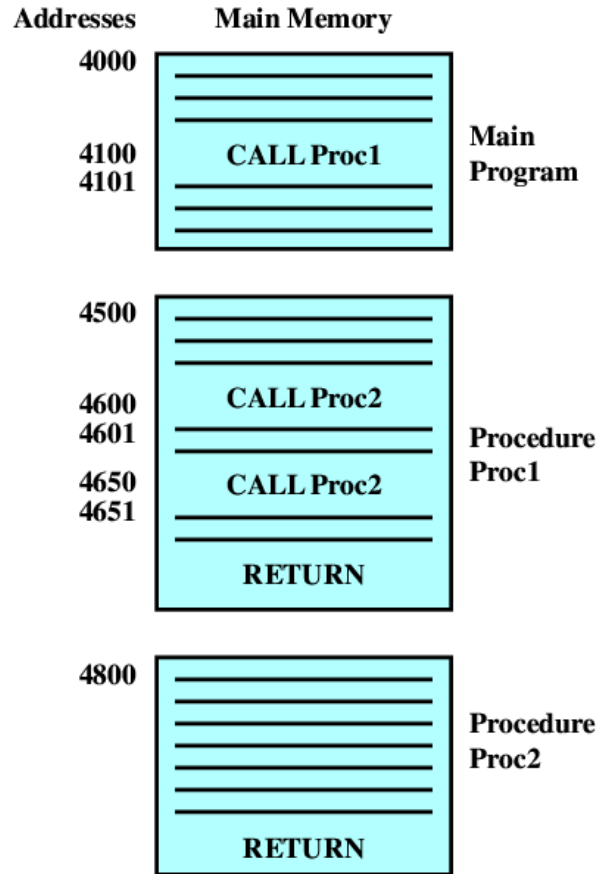 Addresses Main Memory
4000
4100 CALL Proc1
4101
Main
Program
4500
4600 CALL Proc2
4601
4650 CALL Proc2
4651
RETURN
Procedure
Proc1
4800
Procedure
Proc2
RETURN